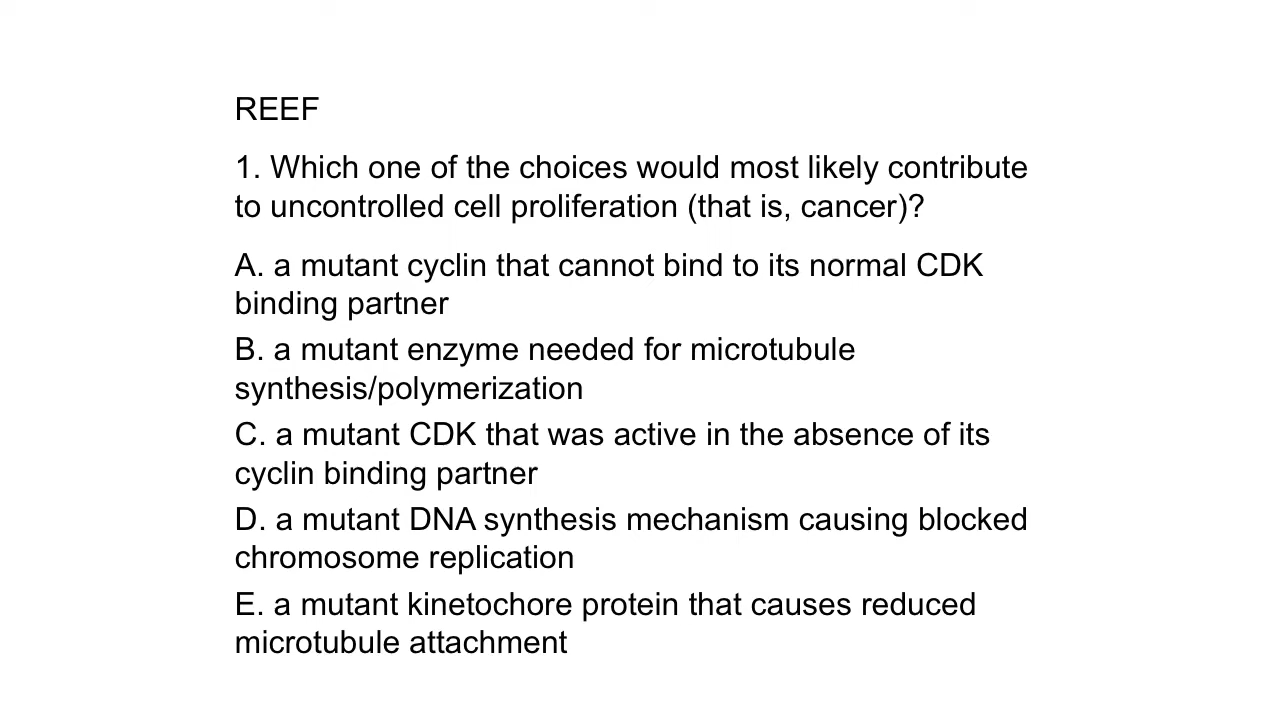 REEF
1. Which one of the choices would most likely contribute
to uncontrolled cell proliferation (that is, cancer)?
A. a mutant cyclin that cannot bind to its normal CDK
binding partner
B. a mutant enzyme needed for microtubule
synthesis/polymerization
C. a mutant CDK that was active in the absence of its
cyclin binding partner
D. a mutant DNA synthesis mechanism causing blocked
chromosome replication
E. a mutant kinetochore protein that causes reduced
microtubule attachment